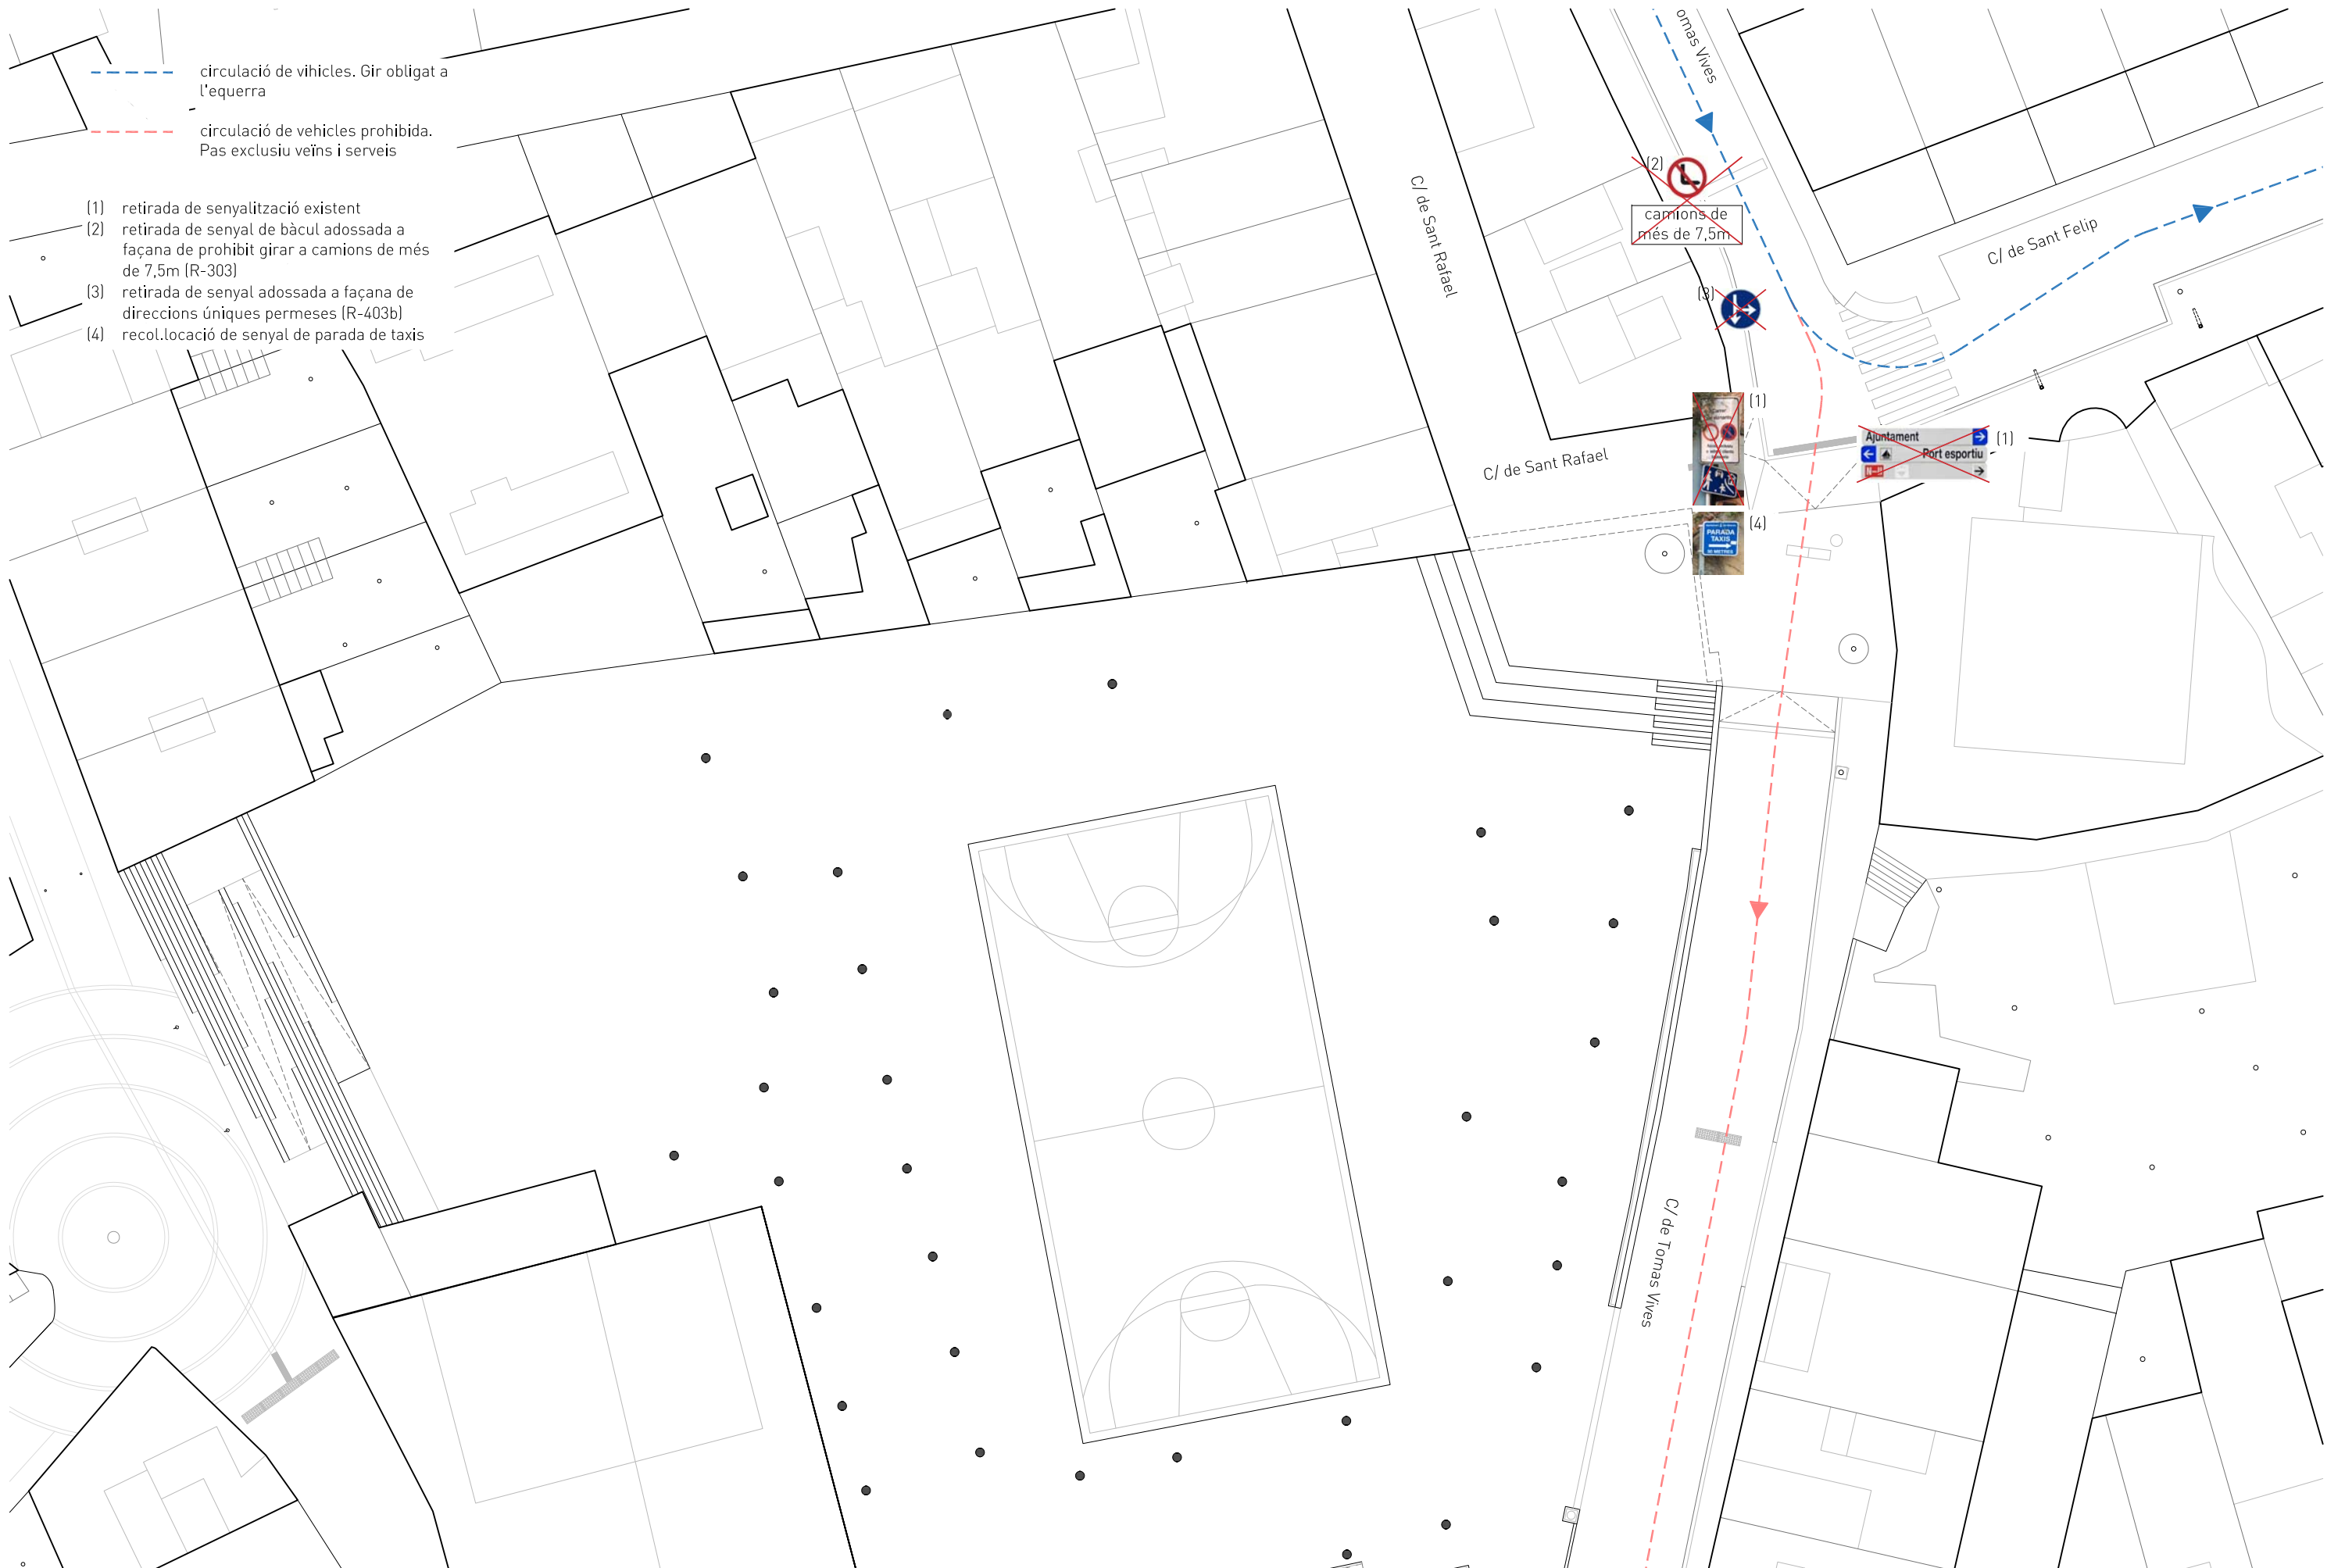 circulació de vihicles. Gir obligat a
l'equerra
circulació de vehicles prohibida.
Pas exclusiu veïns i serveis
(1) retirada de senyalització existent
(2) retirada de senyal de bàcul adossada a
façana de prohibit girar a camions de més
de 7,5m (R-303)
(3) retirada de senyal adossada a façana de
direccions úniques permeses (R-403b)
(4) recol.locació de senyal de parada de taxis
omas Vives
(2)
camions de
més de 7,5m
C/ de Sant Rafael
C/ de Sant Felip
(3)
(1)
Ajuntament
Port esportiu
(1)
C/ de Sant Rafael
(4)
PARADA
TAXIS
C/ de Tomas Vives